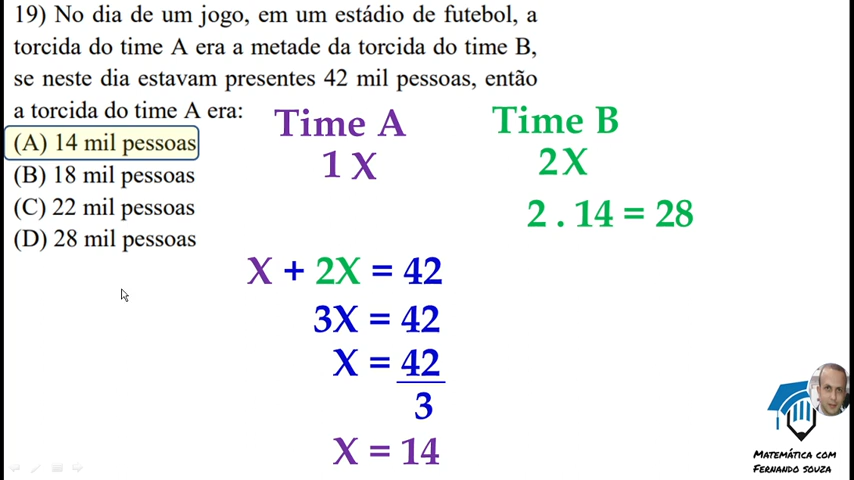 19) No dia de um jogo, em um estádio de futebol, a
torcida do time A era a metade da torcida do time B,
se neste dia estavam presentes 42 mil pessoas, então
a torcida do time A era:
(A) 14 mil pessoas
(B) 18 mil pessoas
(C) 22 mil pessoas
(D) 28 mil pessoas
Time A
1 X
Time B
2X
2 . 14 = 28
X + 2X = 42
3X = 42
X = 42
3
X = 14
Matemática com
Fernando Souza